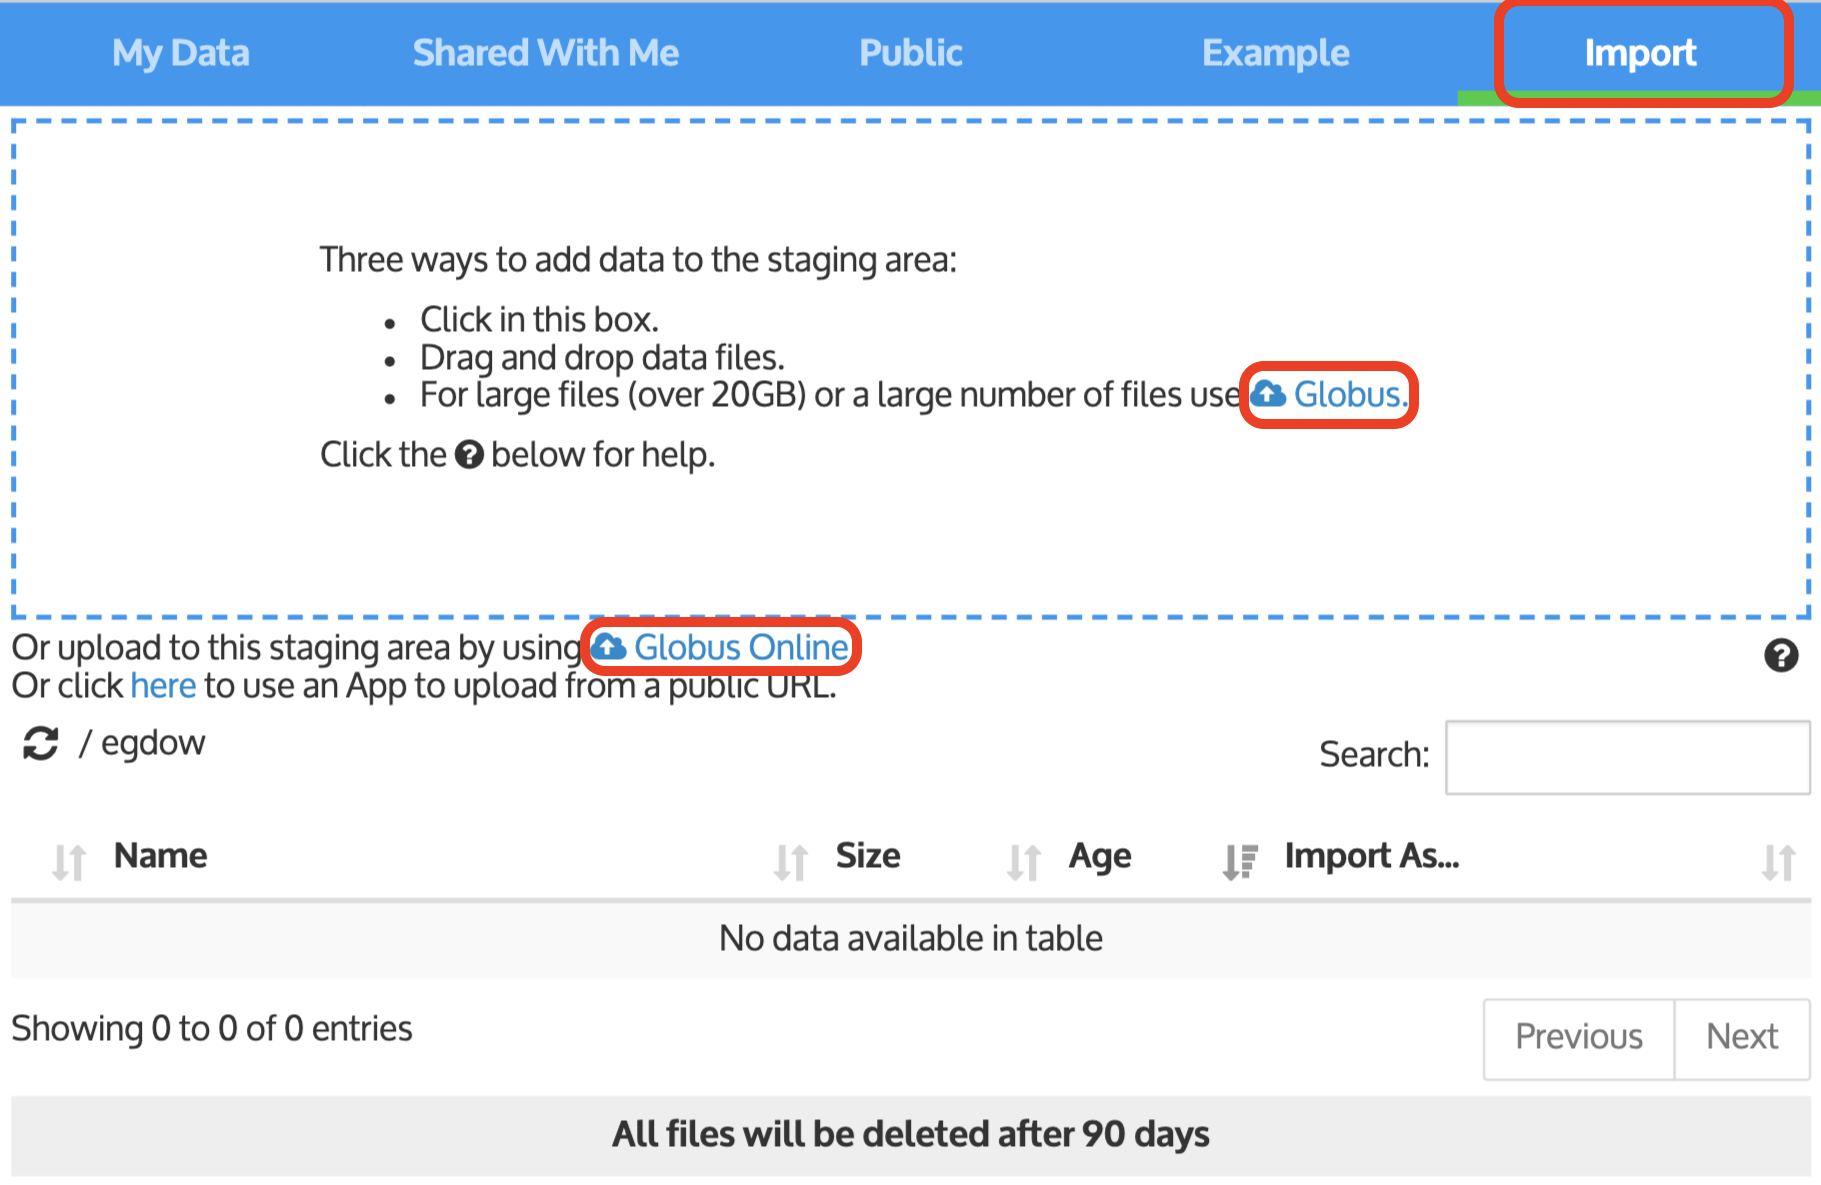 My Data Shared With Me Public Example Import
Three ways to add data to the staging area:
• Click in this box.
• Drag and drop data files.
• For large files (over 20GB) or a large number of files use Globus.
Click the ? below for help.
Or upload to this staging area by using Globus Online
?
Or click here to use an App to upload from a public URL.
/ egdow
Search:
Name Size Age Import As...
No data available in table
Showing 0 to 0 of 0 entries
Previous Next
All files will be deleted after 90 days